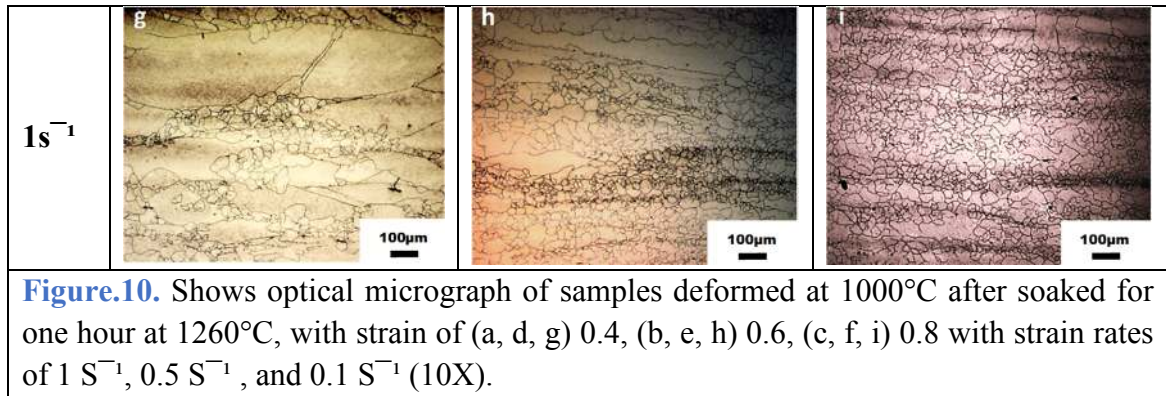 g h i
1s¯¹
100µm 100µm 100µm
Figure.10. Shows optical micrograph of samples deformed at 1000°C after soaked for
one hour at 1260°C, with strain of (a, d, g) 0.4, (b, e, h) 0.6, (c, f, i) 0.8 with strain rates
of 1 S¯¹, 0.5 S¯¹ , and 0.1 S¯¹ (10X).